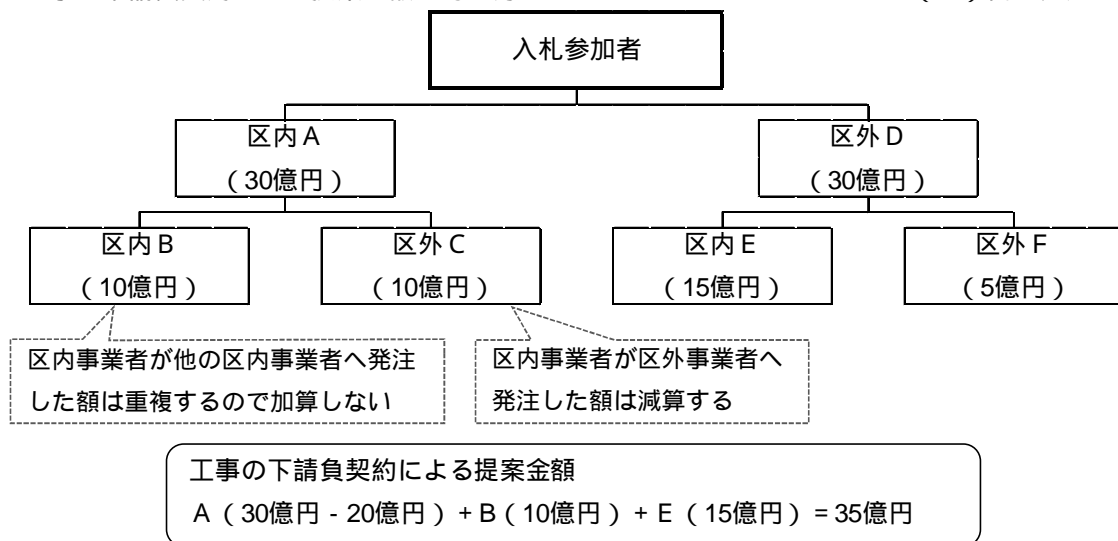 入札参加者
区内A
(30億円)
区外D
(30億円)
区内B
(10億円)
区外C
(10億円)
区内E
(15億円)
区外F
(5億円)
区内事業者が他の区内事業者へ発注
した額は重複するので加算しない
区内事業者が区外事業者へ
発注した額は減算する
工事の下請負契約による提案金額
A(30億円 - 20億円)+B(10億円)+E(15億円)=35億円